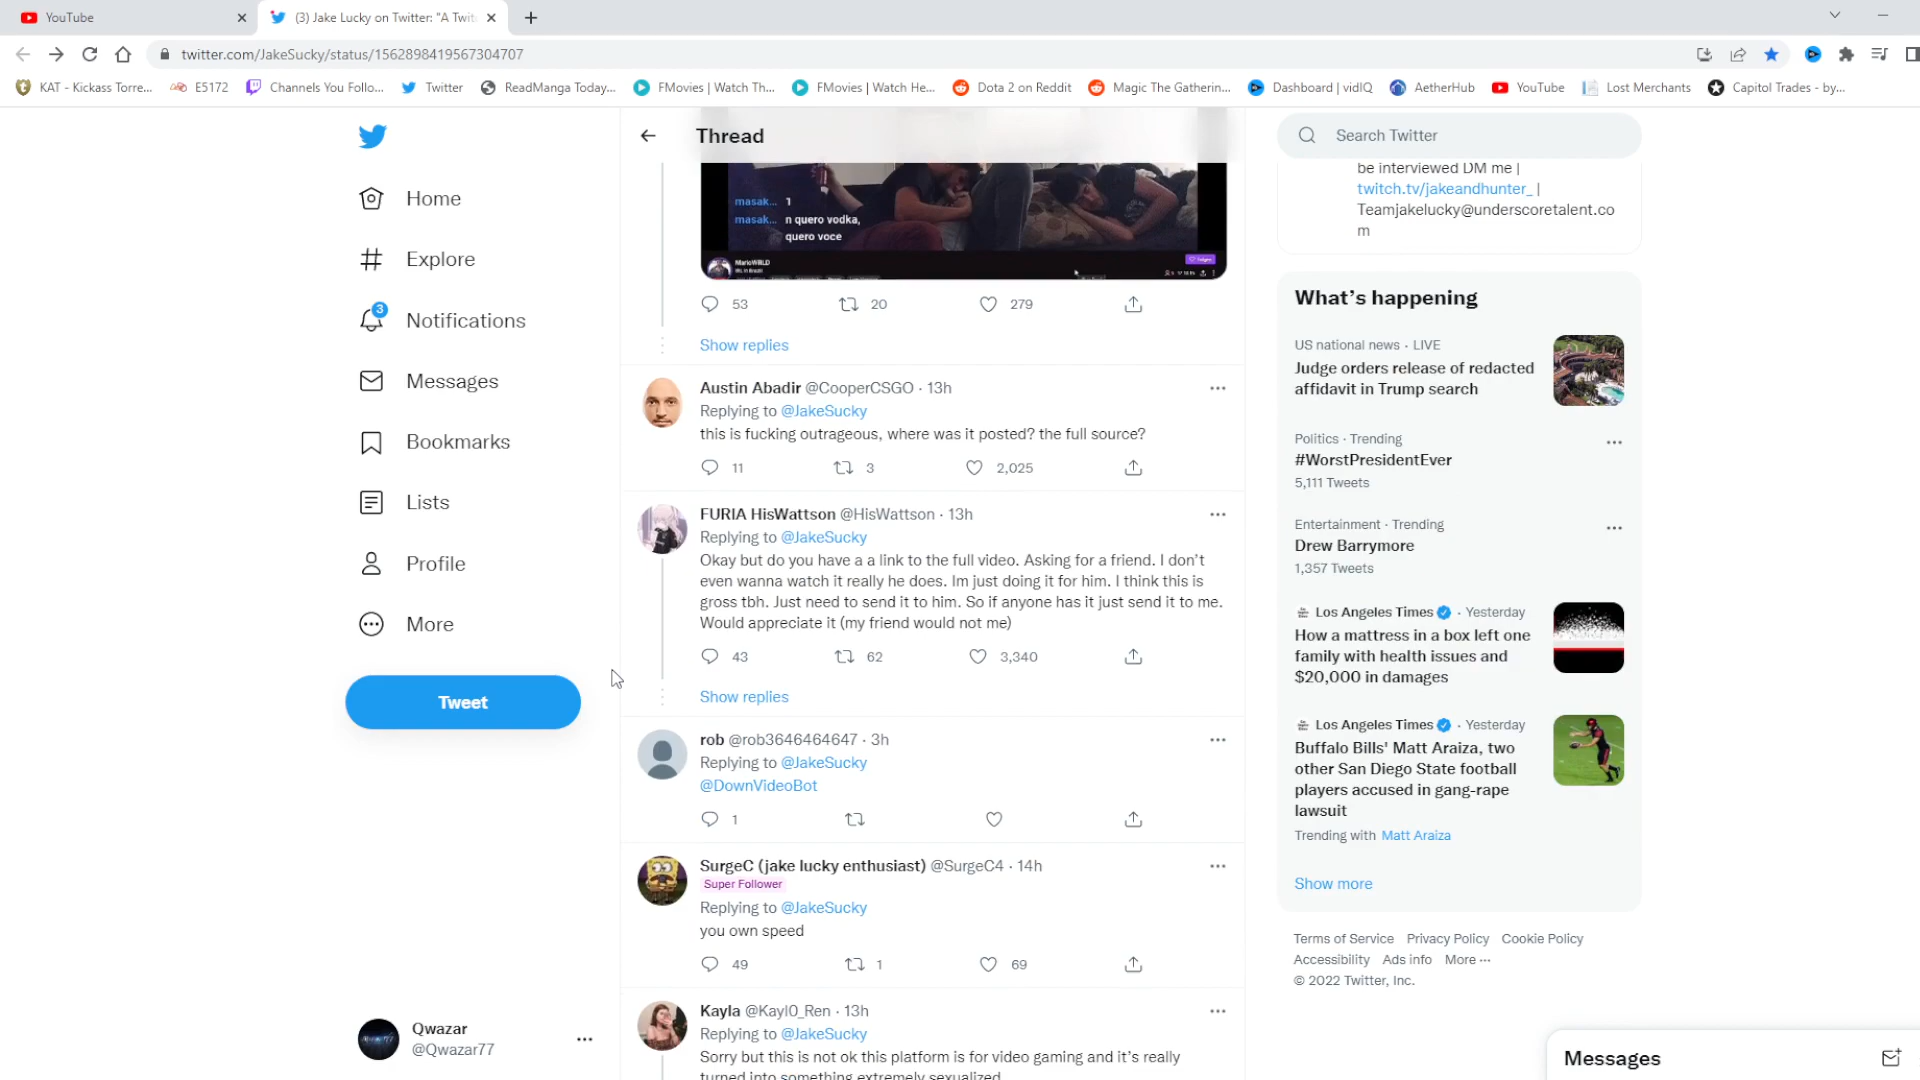 YouTube
(3) Jake Lucky on Twitter: "A Twit
twitter.com/JakeSucky/status/1562898419567304707
KAT - Kickass Torre...
E5172
Channels You Follo...
Twitter
ReadManga Today...
FMovies | Watch Th...
FMovies | Watch He...
Dota 2 on Reddit
Magic The Gatherin...
Dashboard | vidIQ
AetherHub
YouTube
Lost Merchants
Capitol Trades - by...
Home
Explore
3
Notifications
Messages
Bookmarks
Lists
Profile
More
Tweet
Qwazar
@Qwazar77
Thread
masak... 1
masak... n quero vodka,
quero voce
MarioWRLD
53 20 279
Show replies
Austin Abadir @CooperCSGO · 13h
Replying to @JakeSucky
this is fucking outrageous, where was it posted? the full source?
11 3 2,025
FURIA HisWattson @HisWattson · 13h
Replying to @JakeSucky
Okay but do you have a a link to the full video. Asking for a friend. I don't
even wanna watch it really he does. Im just doing it for him. I think this is
gross tbh. Just need to send it to him. So if anyone has it just send it to me.
Would appreciate it (my friend would not me)
43 62 3,340
Show replies
rob @rob3646464647 · 3h
Replying to @JakeSucky
@DownVideoBot
1
SurgeC (jake lucky enthusiast) @SurgeC4 · 14h
Super Follower
Replying to @JakeSucky
you own speed
49 1 69
Kayla @Kayl0_Ren · 13h
Replying to @JakeSucky
Sorry but this is not ok this platform is for video gaming and it's really
turned into something extremely sexualized
Search Twitter
be interviewed DM me |
twitch.tv/jakeandhunter_ |
Teamjakelucky@underscoretalent.co
m
What's happening
US national news · LIVE
Judge orders release of redacted
affidavit in Trump search
Politics · Trending
#WorstPresidentEver
5,111 Tweets
Entertainment · Trending
Drew Barrymore
1,357 Tweets
Los Angeles Times · Yesterday
How a mattress in a box left one
family with health issues and
$20,000 in damages
Los Angeles Times · Yesterday
Buffalo Bills' Matt Araiza, two
other San Diego State football
players accused in gang-rape
lawsuit
Trending with Matt Araiza
Show more
Terms of Service Privacy Policy Cookie Policy
Accessibility Ads info More ···
© 2022 Twitter, Inc.
Messages